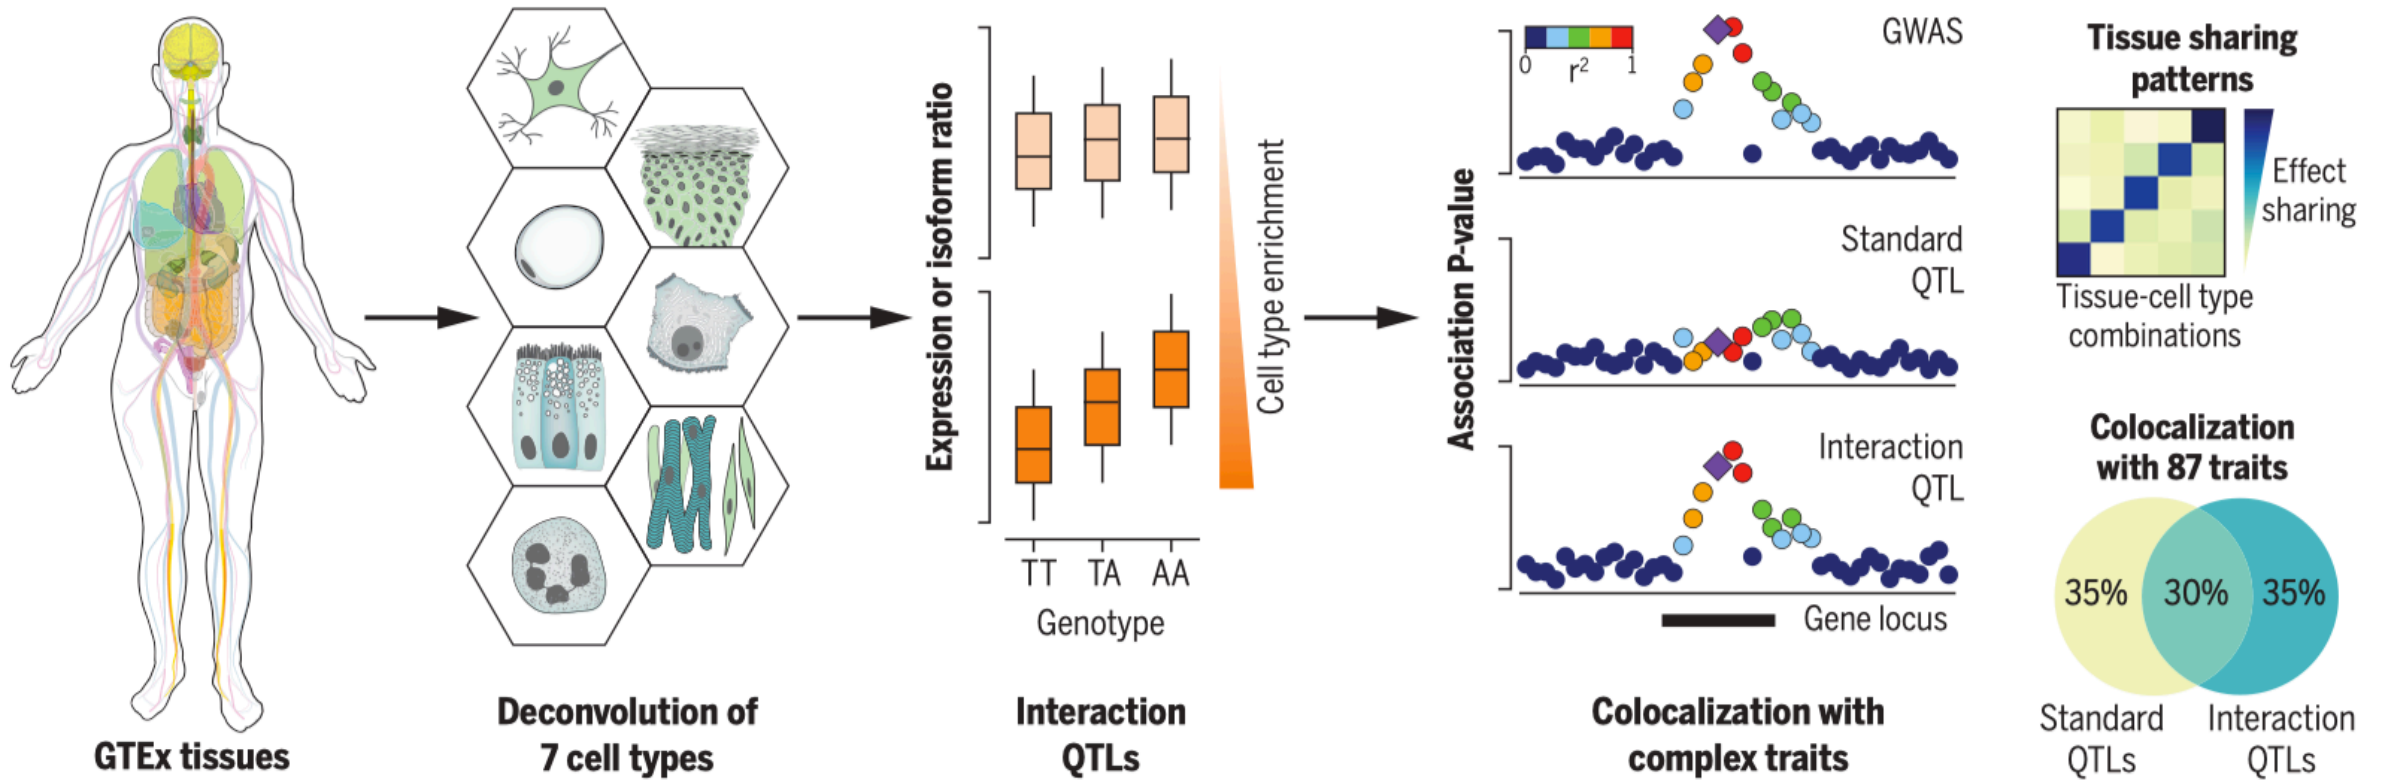 GTEx tissues
Deconvolution of
7 cell types
Expression or isoform ratio
Cell type enrichment
TT
TA
AA
Genotype
Interaction
QTLs
Association P-value
0
r²
1
GWAS
Standard
QTL
Interaction
QTL
Gene locus
Colocalization with
complex traits
Tissue sharing
patterns
Effect
sharing
Tissue-cell type
combinations
Colocalization
with 87 traits
35%
30%
35%
Standard
QTLs
Interaction
QTLs